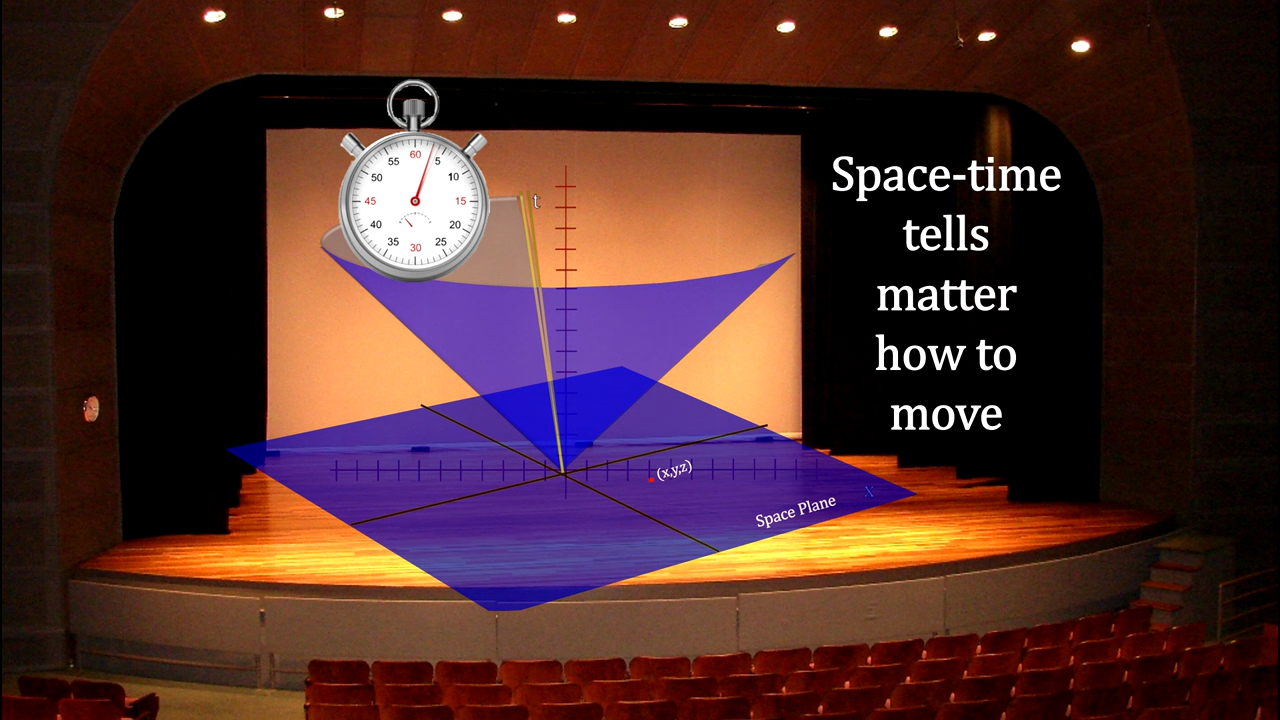 60
55
5
50
10
45
15
40
20
35
25
30
t
Space-time
tells
matter
how to
move
(x,y,z)
Space Plane
X